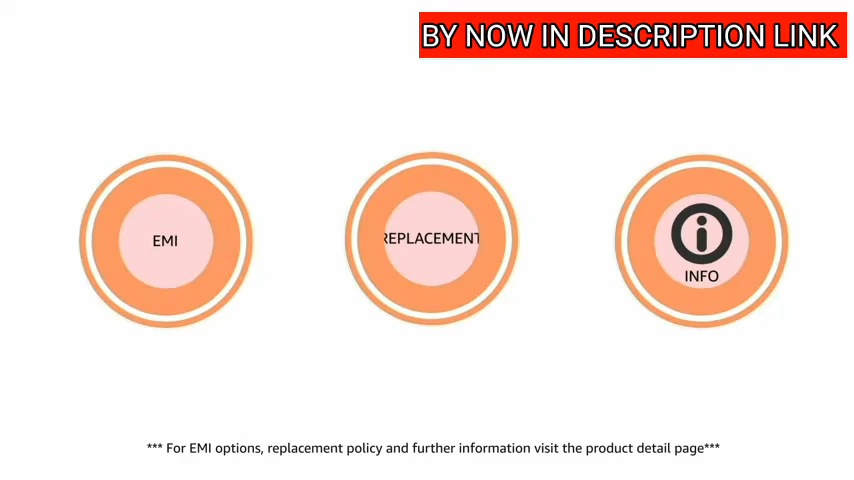 BY NOW IN DESCRIPTION LINK
EMI
REPLACEMENT
INFO
*** For EMI options, replacement policy and further information visit the product detail page***